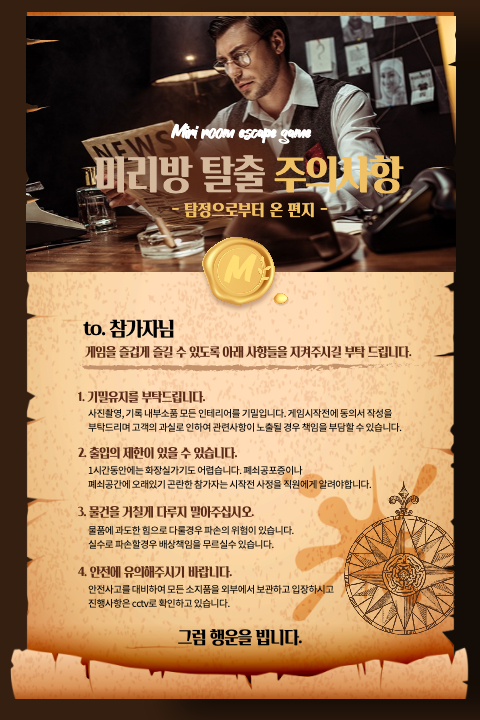 NEWS
Mini room escape game
미리방 탈출 주의사항
- 탐정으로부터 온 편지 -
M
to. 참가자님
게임을 즐겁게 즐길 수 있도록 아래 사항들을 지켜주시길 부탁 드립니다.
1. 기밀유지를 부탁드립니다.
사진촬영, 기록 내부소품 모든 인테리어를 기밀입니다. 게임시작전에 동의서 작성을
부탁드리며 고객의 과실로 인하여 관련사항이 노출될 경우 책임을 부담할 수 있습니다.
2. 출입의 제한이 있을 수 있습니다.
1시간동안에는 화장실가기도 어렵습니다. 폐쇠공포증이나
폐쇠공간에 오래있기 곤란한 참가자는 시작전 사정을 직원에게 알려야합니다.
3. 물건을 거칠게 다루지 말아주십시오.
물품에 과도한 힘으로 다룰경우 파손의 위험이 있습니다.
실수로 파손할경우 배상책임을 무르실수 있습니다.
4. 안전에 유의해주시기 바랍니다.
안전사고를 대비하여 모든 소지품을 외부에서 보관하고 입장하시고
진행사항은 cctv로 확인하고 있습니다.
그럼 행운을 빕니다.